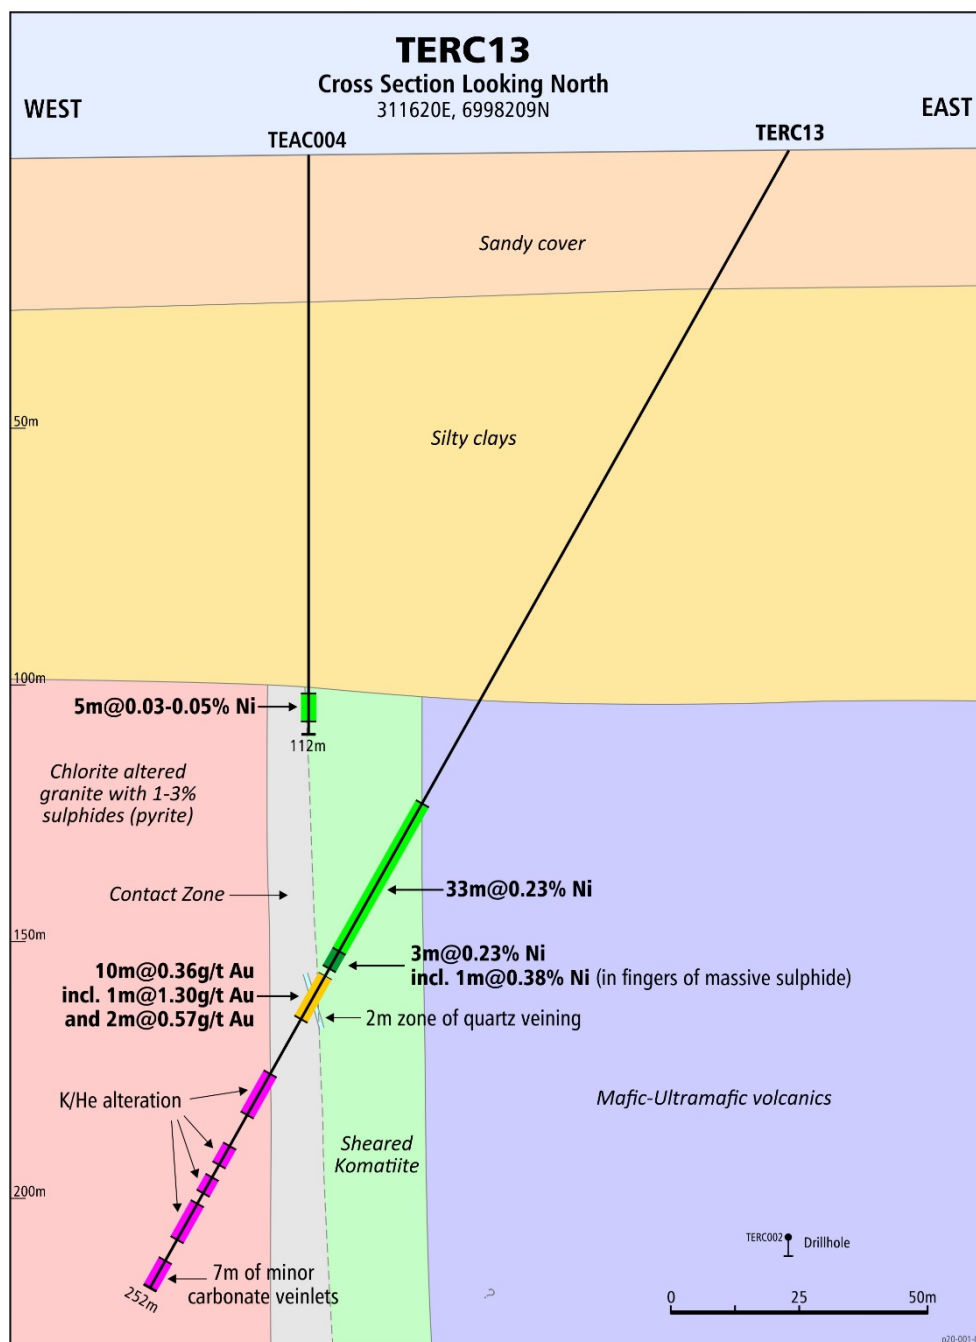 TERC13
Cross Section Looking North
311620E, 6998209N
WEST
EAST
TEAC004
TERC13
Sandy cover
50m
Silty clays
100m
5m@0.03-0.05% Ni
112m
Chlorite altered
granite with 1-3%
sulphides (pyrite)
Contact Zone
33m@0.23% Ni
150m
3m@0.23% Ni
incl. 1m@0.38% Ni (in fingers of massive sulphide)
10m@0.36g/t Au
incl. 1m@1.30g/t Au
and 2m@0.57g/t Au
2m zone of quartz veining
K/He alteration
Mafic-Ultramafic volcanics
Sheared
Komatiite
200m
TERC002
Drillhole
7m of minor
carbonate veinlets
252m
?
0 25 50m